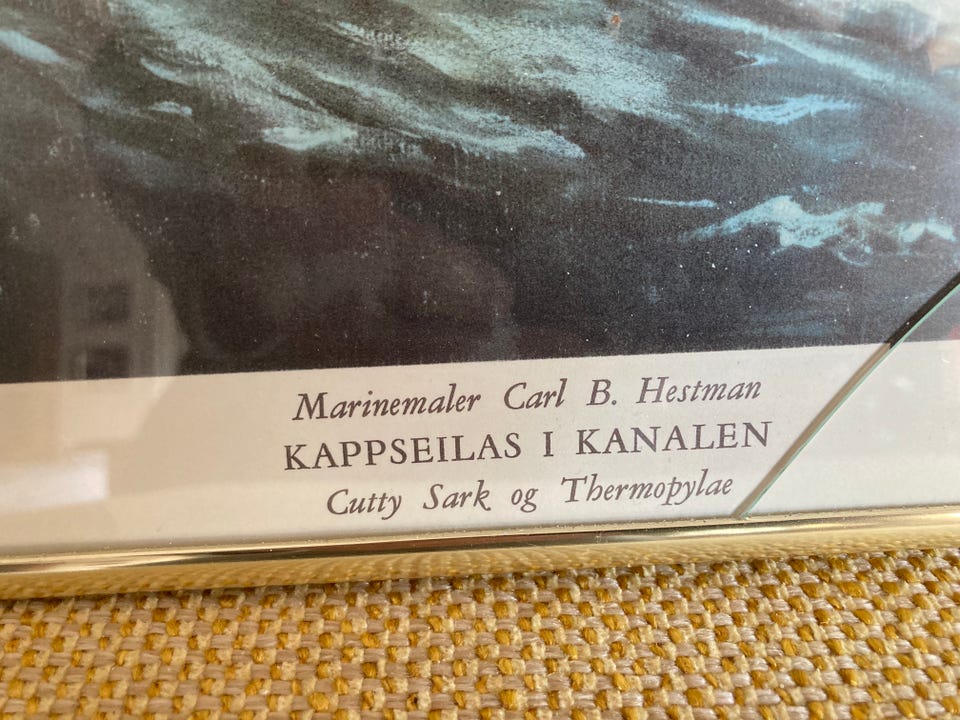 Marinemaler Carl B. Hestman
KAPPSEILAS I KANALEN
Cutty Sark og Thermopylae